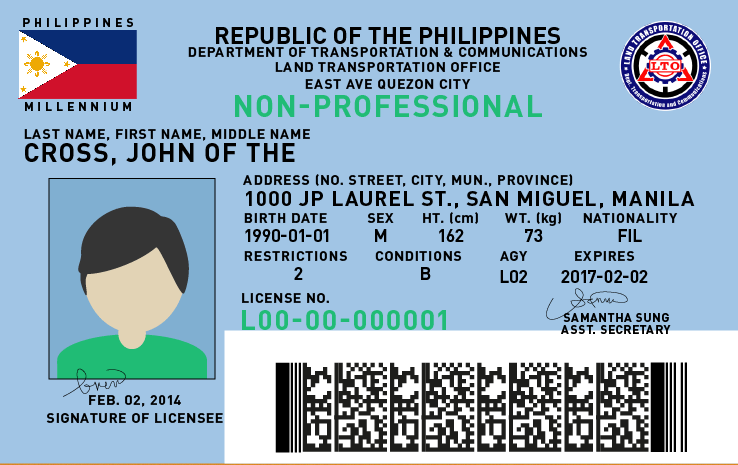 PHILIPPINES
MILLENNIUM
REPUBLIC OF THE PHILIPPINES
DEPARTMENT OF TRANSPORTATION & COMMUNICATIONS
LAND TRANSPORTATION OFFICE
EAST AVE QUEZON CITY
NON-PROFESSIONAL
LAND TRANSPORTATION OFFICE
LTO
Transportation and Communications
LAST NAME, FIRST NAME, MIDDLE NAME
CROSS, JOHN OF THE
ADDRESS (NO. STREET, CITY, MUN., PROVINCE)
1000 JP LAUREL ST., SAN MIGUEL, MANILA
BIRTH DATE SEX HT. (cm) WT. (kg) NATIONALITY
1990-01-01 M 162 73 FIL
RESTRICTIONS CONDITIONS AGY EXPIRES
2 B L02 2017-02-02
LICENSE NO.
L00-00-000001
SAMANTHA SUNG
ASST. SECRETARY
FEB. 02, 2014
SIGNATURE OF LICENSEE